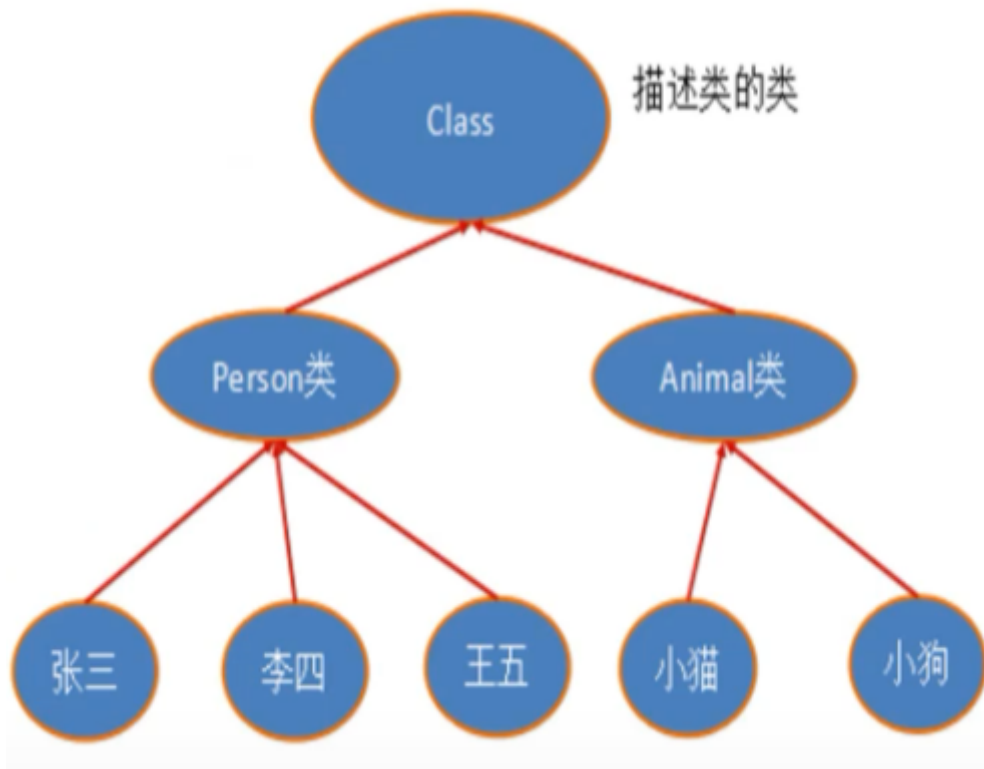 Class
描述类的类
Person类
Animal类
张三
李四
王五
小猫
小狗